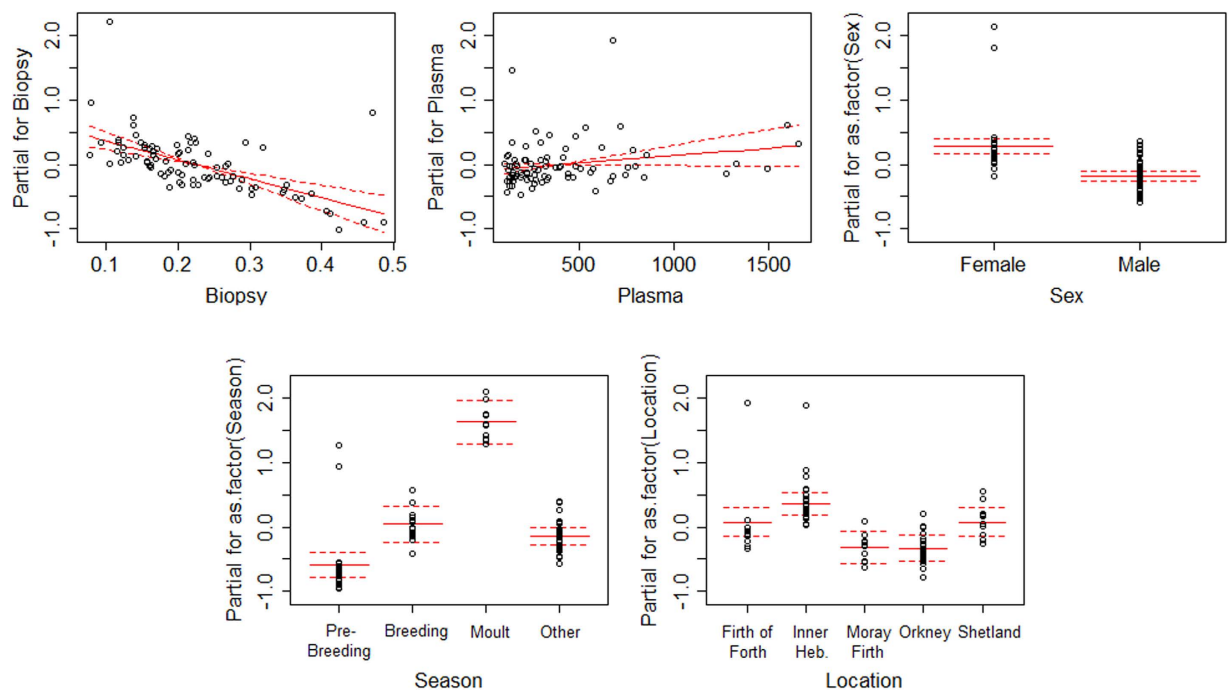 Partial for Biopsy
2.0
1.0
0.0
-1.0
0.1 0.2 0.3 0.4 0.5
Biopsy
Partial for Plasma
2.0
1.0
0.0
-1.0
500 1000 1500
Plasma
Partial for as.factor(Sex)
2.0
1.0
0.0
-1.0
Female Male
Sex
Partial for as.factor(Season)
2.0
1.0
0.0
-1.0
Pre-
Breeding
Breeding Moult Other
Season
Partial for as.factor(Location)
2.0
1.0
0.0
-1.0
Firth of
Forth
Inner
Heb.
Moray
Firth
Orkney Shetland
Location